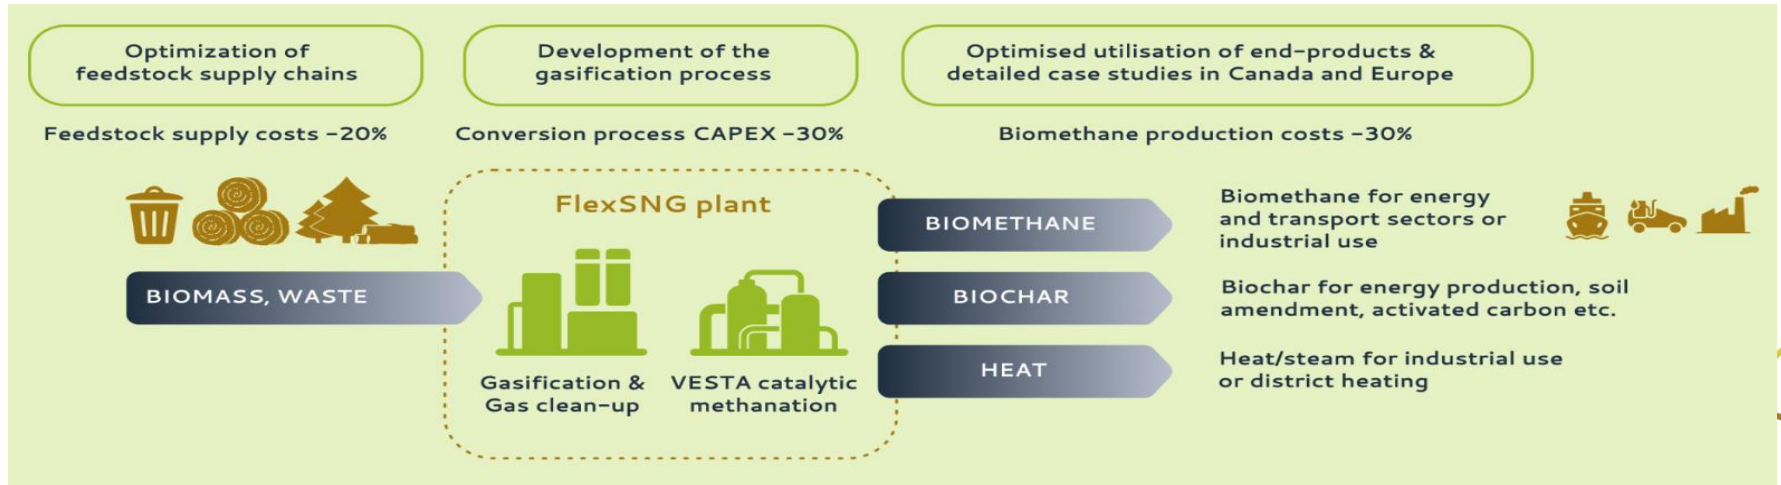 Optimization of
feedstock supply chains
Development of the
gasification process
Optimised utilisation of end-products &
detailed case studies in Canada and Europe
Feedstock supply costs -20%
Conversion process CAPEX -30%
Biomethane production costs -30%
FlexSNG plant
BIOMASS, WASTE
Gasification &
Gas clean-up
VESTA catalytic
methanation
BIOMETHANE
Biomethane for energy
and transport sectors or
industrial use
BIOCHAR
Biochar for energy production, soil
amendment, activated carbon etc.
HEAT
Heat/steam for industrial use
or district heating